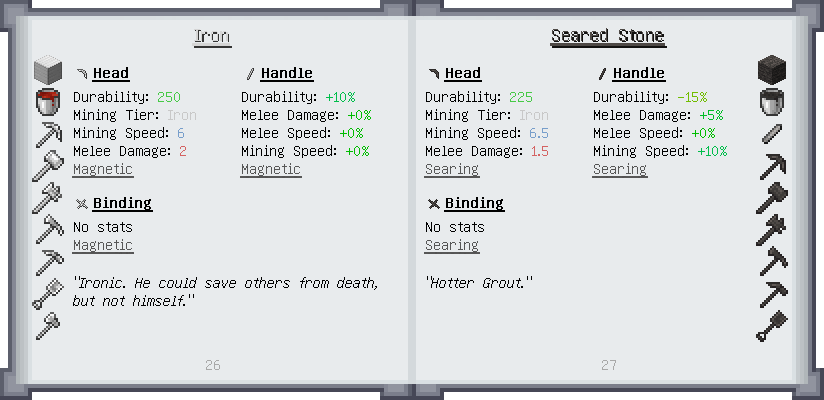 Iron
Head
Durability: 250
Mining Tier: Iron
Mining Speed: 6
Melee Damage: 2
Magnetic
Handle
Durability: +10%
Melee Damage: +0%
Melee Speed: +0%
Mining Speed: +0%
Magnetic
Binding
No stats
Magnetic
"Ironic. He could save others from death,
but not himself."
26
Seared Stone
Head
Durability: 225
Mining Tier: Iron
Mining Speed: 6.5
Melee Damage: 1.5
Searing
Handle
Durability: -15%
Melee Damage: +5%
Melee Speed: +0%
Mining Speed: +10%
Searing
Binding
No stats
Searing
"Hotter Grout."
27